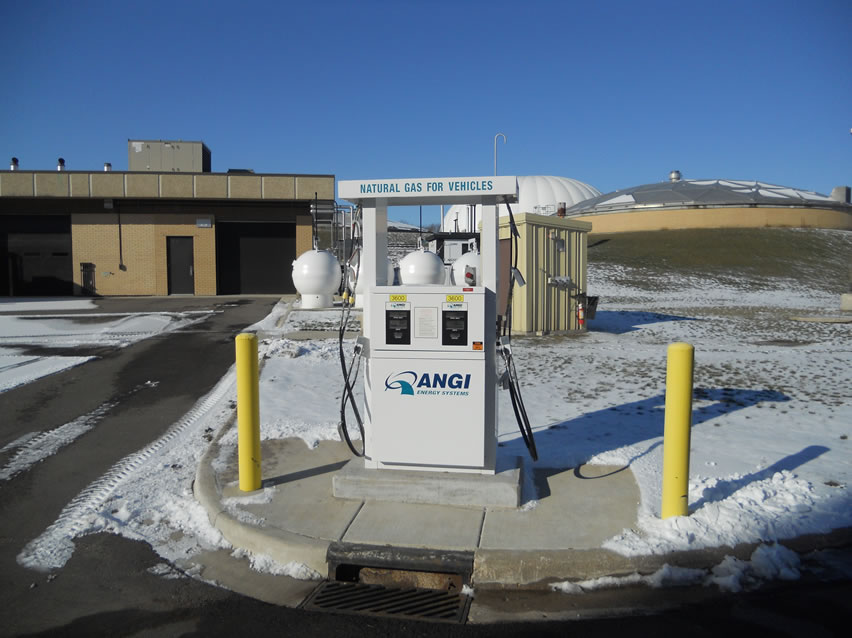 NATURAL GAS FOR VEHICLES
3600
3600
ANGI
ENERGY SYSTEMS